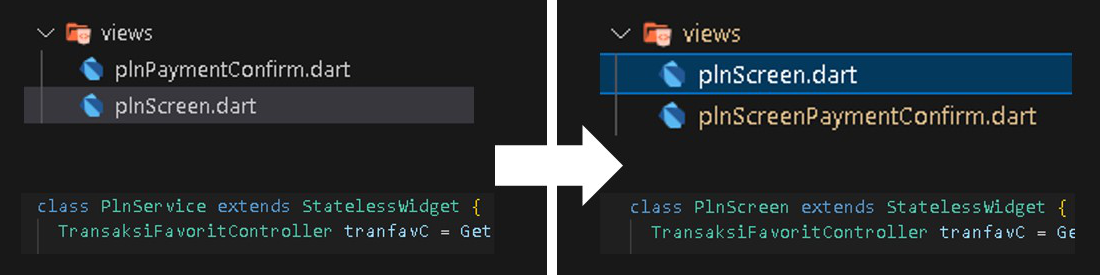 views
plnPaymentConfirm.dart
plnScreen.dart
class PlnService extends StatelessWidget {
TransaksiFavoritController tranfavC = Get
views
plnScreen.dart
plnScreenPaymentConfirm.dart
class PlnScreen extends StatelessWidget {
TransaksiFavoritController tranfavC = Ge